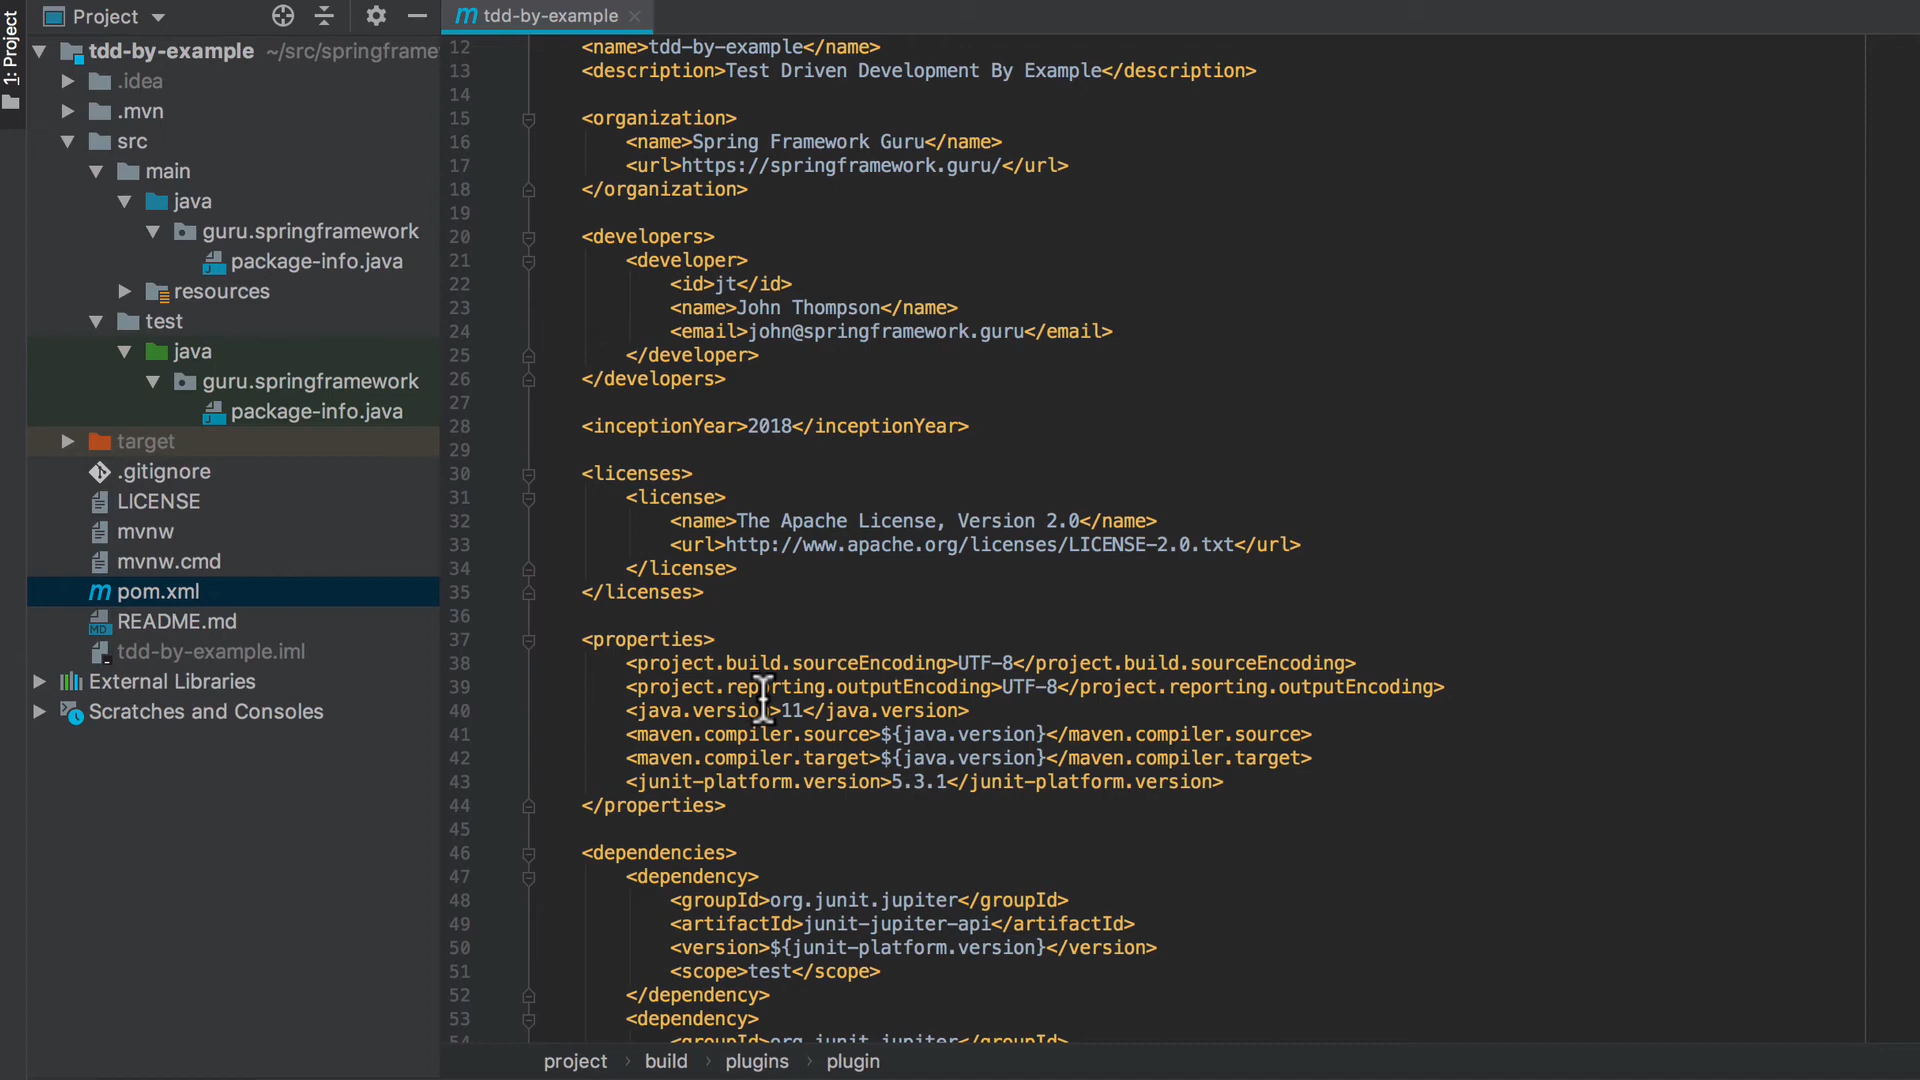 1: Project
Project
tdd-by-example ~/src/springframe
.idea
.mvn
src
main
java
guru.springframework
package-info.java
resources
test
java
guru.springframework
package-info.java
target
.gitignore
LICENSE
mvnw
mvnw.cmd
pom.xml
README.md
tdd-by-example.iml
External Libraries
Scratches and Consoles
tdd-by-example
12 <name>tdd-by-example</name>
13 <description>Test Driven Development By Example</description>
14
15 <organization>
16 <name>Spring Framework Guru</name>
17 <url>https://springframework.guru/</url>
18 </organization>
19
20 <developers>
21 <developer>
22 <id>jt</id>
23 <name>John Thompson</name>
24 <email>john@springframework.guru</email>
25 </developer>
26 </developers>
27
28 <inceptionYear>2018</inceptionYear>
29
30 <licenses>
31 <license>
32 <name>The Apache License, Version 2.0</name>
33 <url>http://www.apache.org/licenses/LICENSE-2.0.txt</url>
34 </license>
35 </licenses>
36
37 <properties>
38 <project.build.sourceEncoding>UTF-8</project.build.sourceEncoding>
39 <project.reporting.outputEncoding>UTF-8</project.reporting.outputEncoding>
40 <java.version>11</java.version>
41 <maven.compiler.source>${java.version}</maven.compiler.source>
42 <maven.compiler.target>${java.version}</maven.compiler.target>
43 <junit-platform.version>5.3.1</junit-platform.version>
44 </properties>
45
46 <dependencies>
47 <dependency>
48 <groupId>org.junit.jupiter</groupId>
49 <artifactId>junit-jupiter-api</artifactId>
50 <version>${junit-platform.version}</version>
51 <scope>test</scope>
52 </dependency>
53 <dependency>
54 <groupId>org.junit.jupiter</groupId>
project › build › plugins › plugin